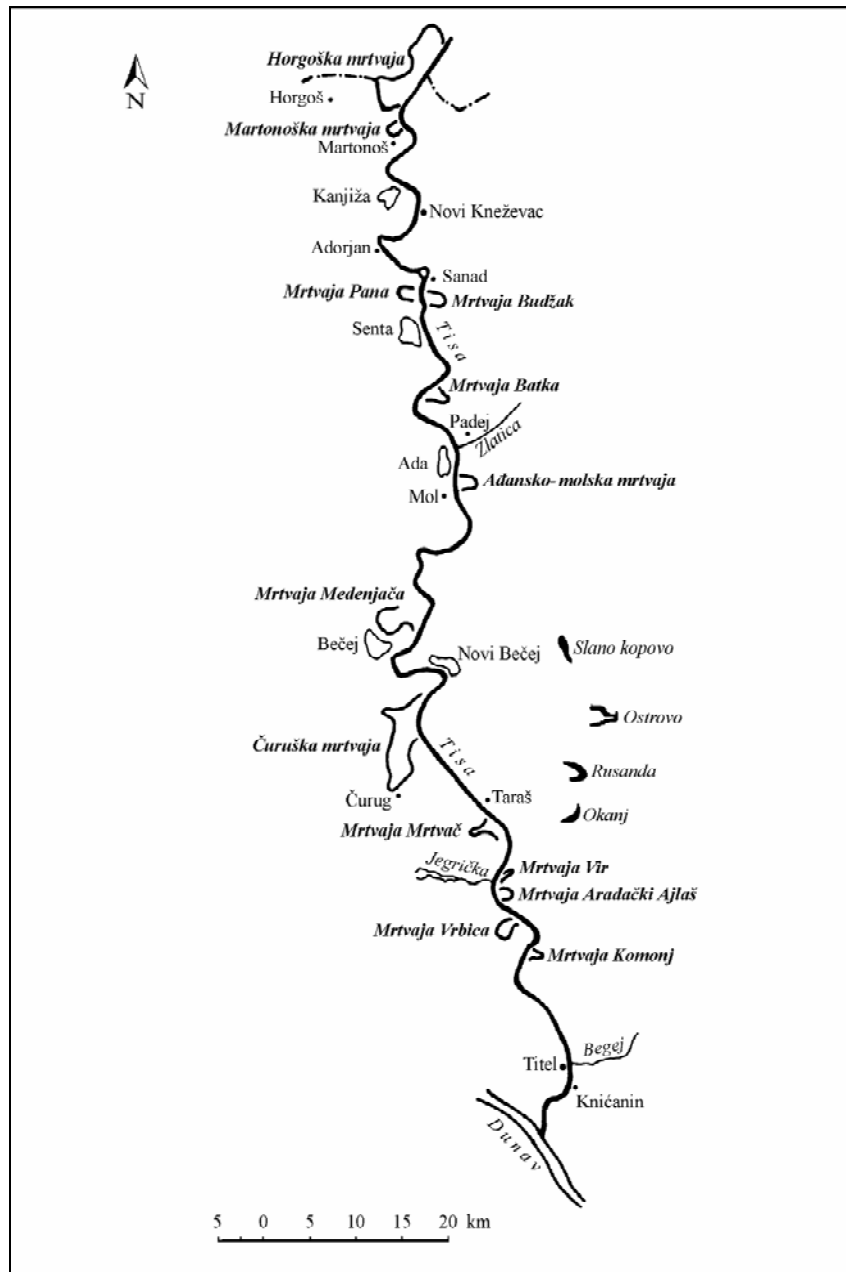 Horgoška mrtvaja
N
Horgoš
Martonoška mrtvaja
Martonoš
Kanjiža
Novi Kneževac
Adorjan
Sanad
Mrtvaja Pana
Mrtvaja Budžak
Senta
Tisa
Mrtvaja Batka
Padej
Zlatica
Ada
Ađansko-molska mrtvaja
Mol
Mrtvaja Medenjača
Bečej
Novi Bečej
Slano kopovo
Ostrovo
Čuruška mrtvaja
Tisa
Rusanda
Čurug
Taraš
Okanj
Mrtvaja Mrtvač
Jegrička
Mrtvaja Vir
Mrtvaja Aradački Ajlaš
Mrtvaja Vrbica
Mrtvaja Komonj
Begej
Titel
Knićanin
Dunav
5 0 5 10 15 20 km